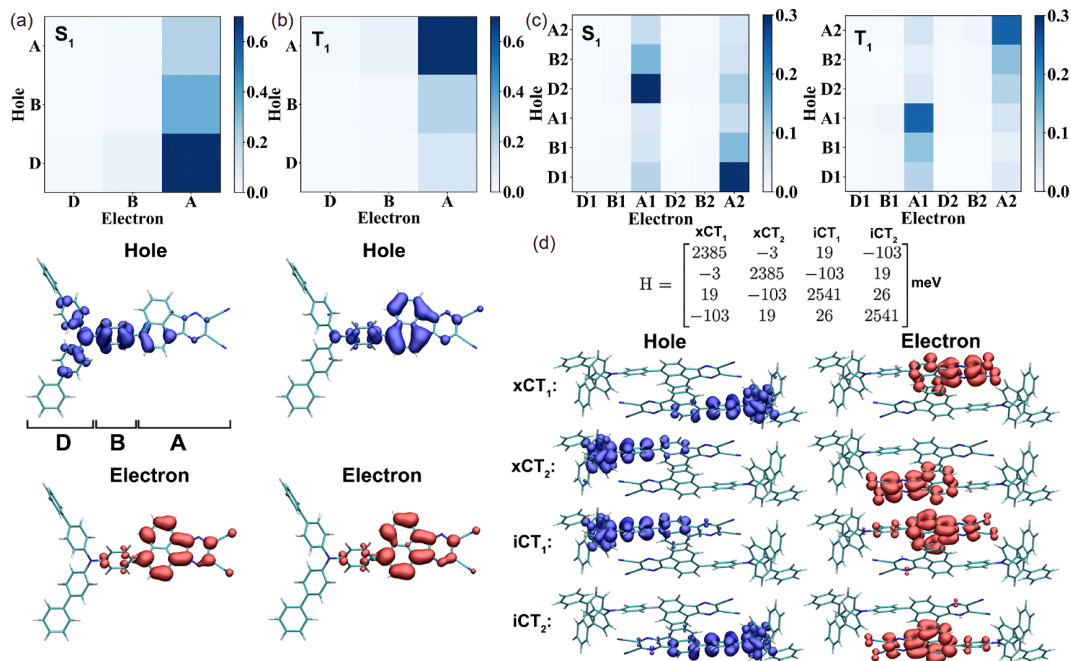 (a)
S1
A
B
D
Hole
D B A
Electron
0.6
0.4
0.2
0.0
(b)
T1
A
B
D
Hole
D B A
Electron
0.6
0.4
0.2
0.0
(c)
S1
A2
B2
D2
A1
B1
D1
Hole
D1 B1 A1 D2 B2 A2
Electron
0.3
0.2
0.1
0.0
T1
A2
B2
D2
A1
B1
D1
Hole
D1 B1 A1 D2 B2 A2
Electron
0.3
0.2
0.1
0.0
Hole
Hole
D B A
Electron
Electron
(d)
xCT1 xCT2 iCT1 iCT2
2385 −3 19 −103
−3 2385 −103 19
H = meV
19 −103 2541 26
−103 19 26 2541
Hole Electron
xCT1:
xCT2:
iCT1:
iCT2: